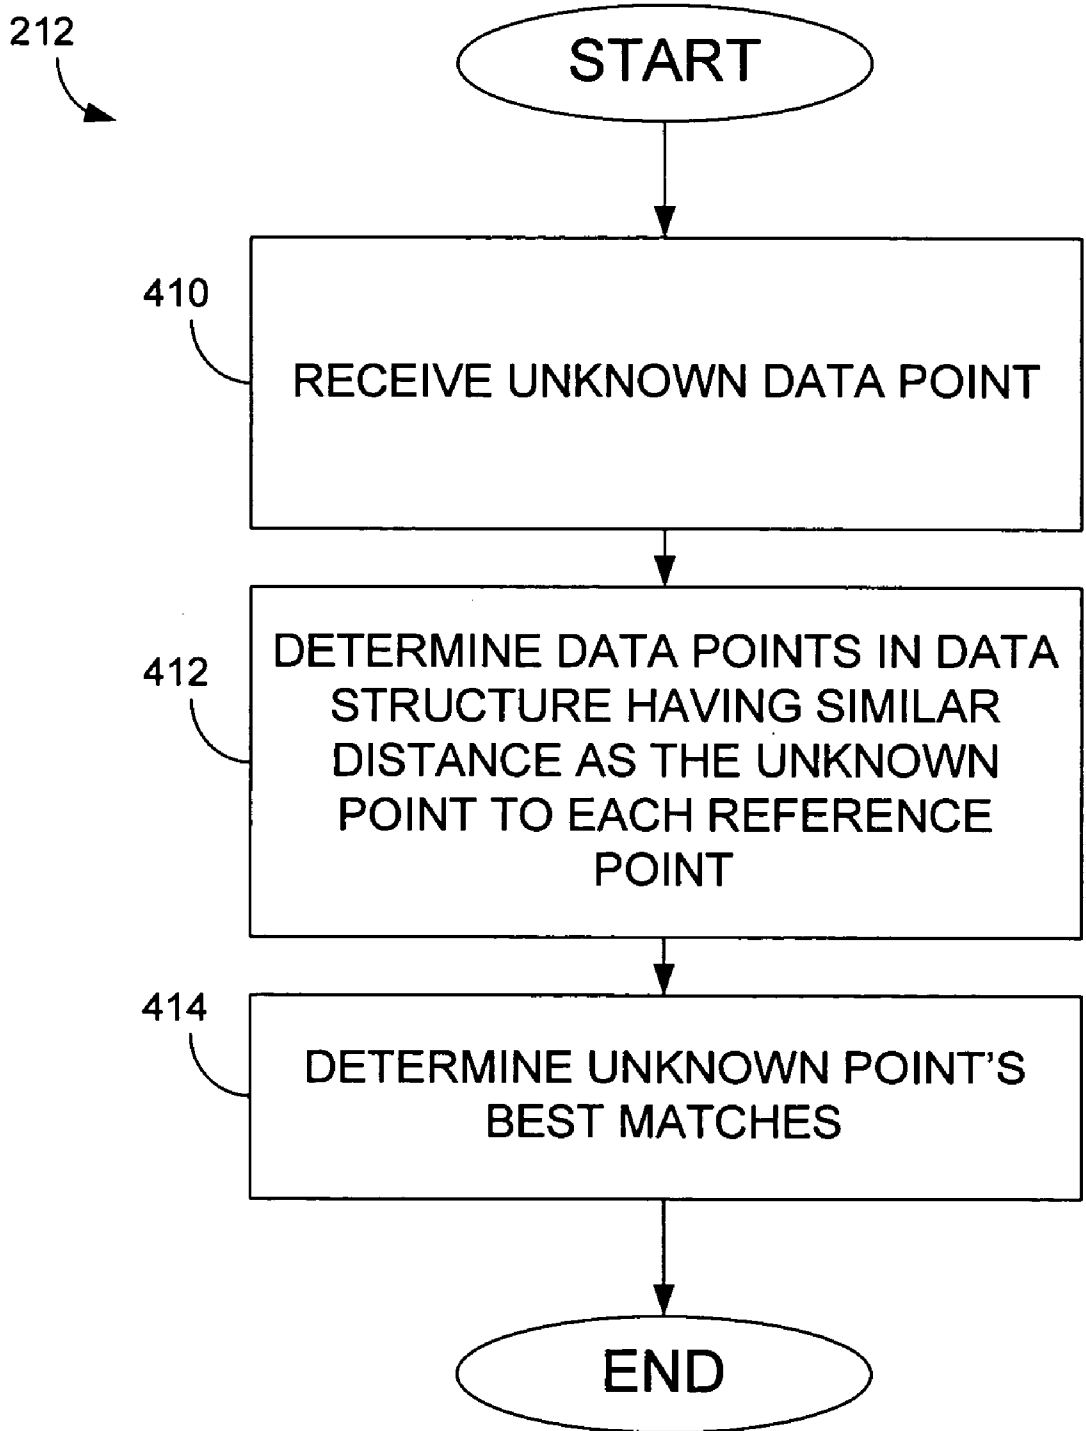 212
START
410
RECEIVE UNKNOWN DATA POINT
412
DETERMINE DATA POINTS IN DATA
STRUCTURE HAVING SIMILAR
DISTANCE AS THE UNKNOWN
POINT TO EACH REFERENCE
POINT
414
DETERMINE UNKNOWN POINT'S
BEST MATCHES
END